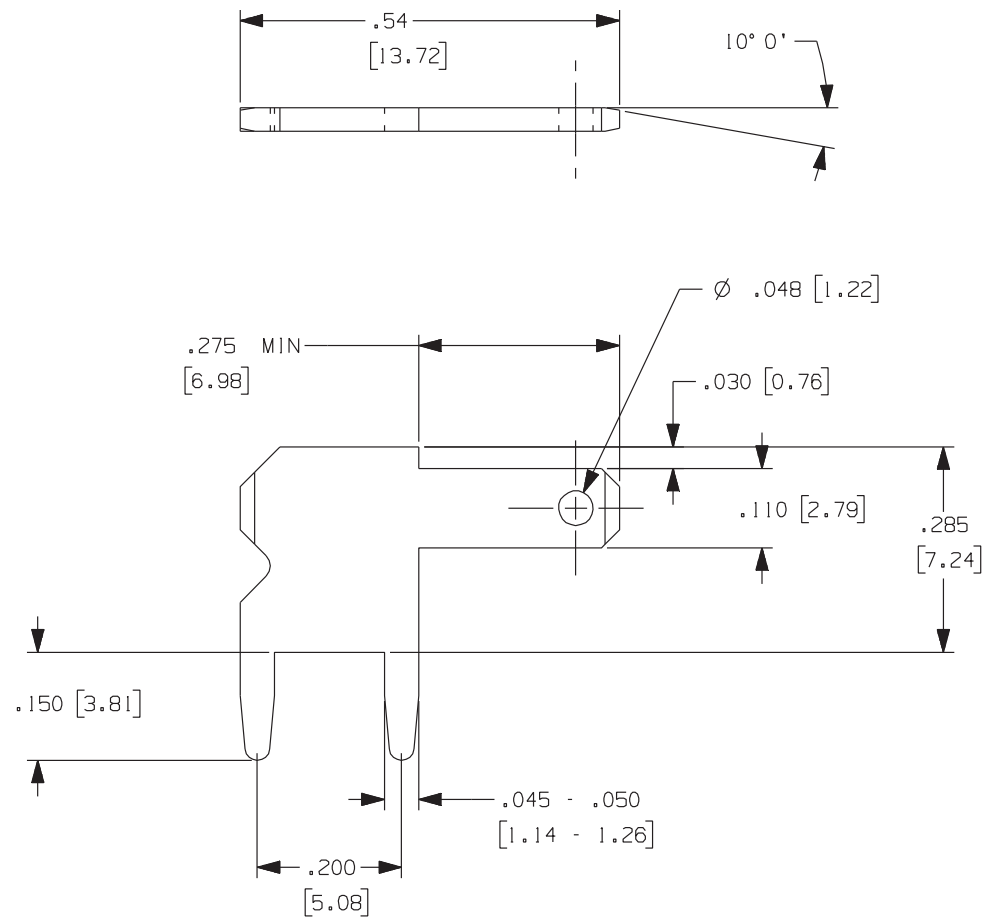 .54
[13.72]
10° 0'
Ø .048 [1.22]
.275 MIN
[6.98]
.030 [0.76]
.110 [2.79]
.285
[7.24]
.150 [3.81]
.045 - .050
[1.14 - 1.26]
.200
[5.08]